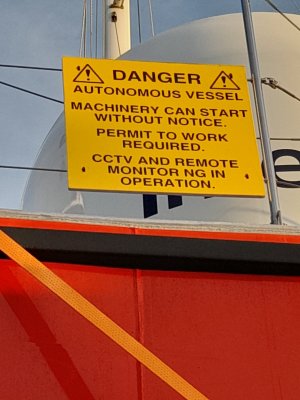 DANGER
AUTONOMOUS VESSEL
MACHINERY CAN START
WITHOUT NOTICE.
PERMIT TO WORK
REQUIRED.
CCTV AND REMOTE
MONITOR NG IN
OPERATION.